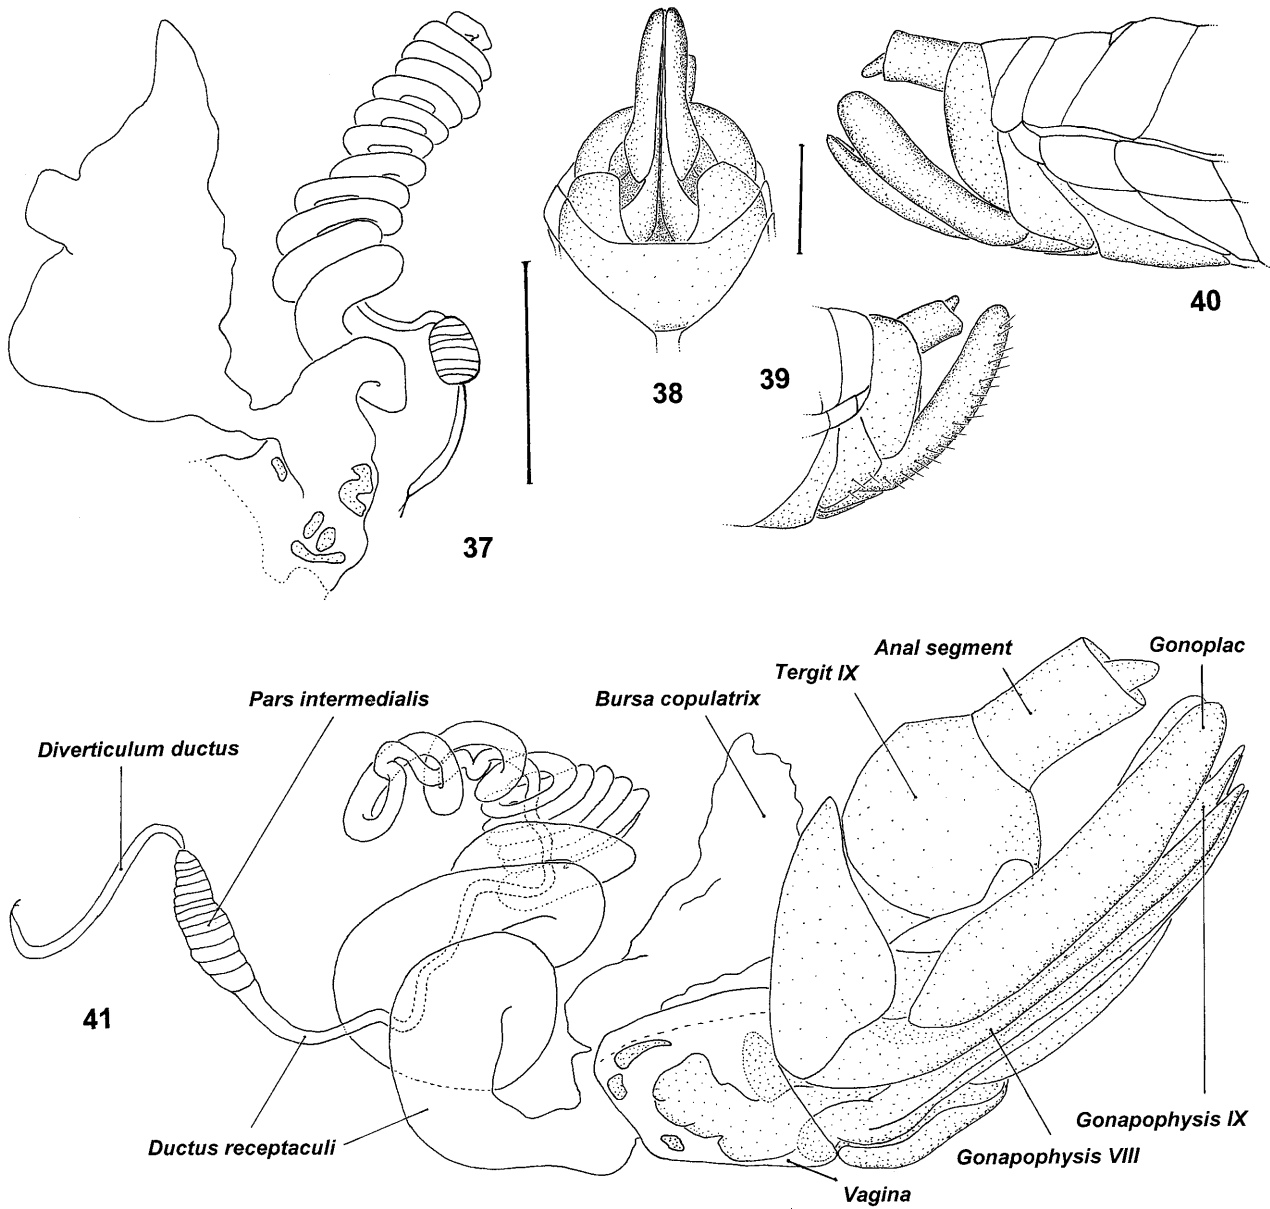 37
38
39
40
Anal segment
Gonoplac
Tergit IX
Pars intermedialis
Bursa copulatrix
Diverticulum ductus
41
Ductus receptaculi
Gonapophysis IX
Gonapophysis VIII
Vagina